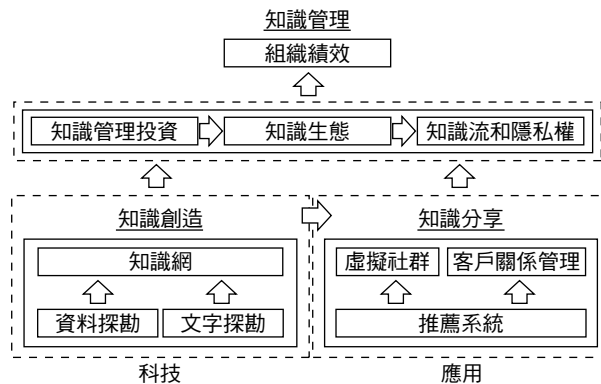 知識管理
組織績效
知識管理投資 知識生態 知識流和隱私權
知識創造 知識分享
知識網 虛擬社群 客戶關係管理
資料探勘 文字探勘 推薦系統
科技 應用